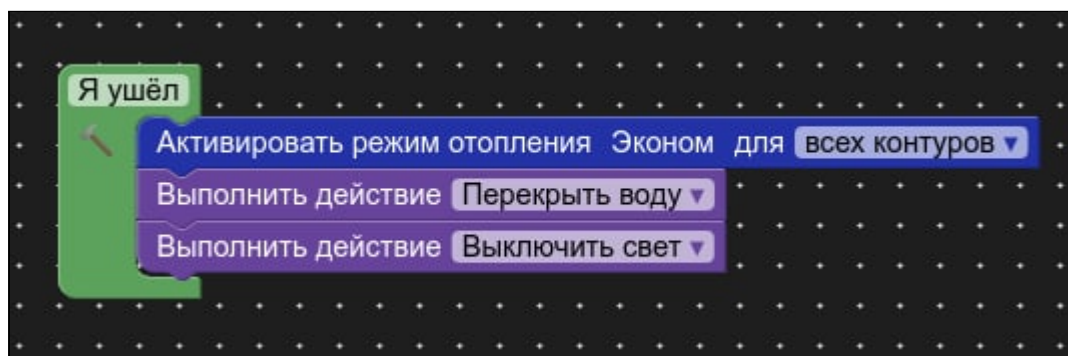 Я ушёл
Активировать режим отопления Эконом для всех контуров
Выполнить действие Перекрыть воду
Выполнить действие Выключить свет